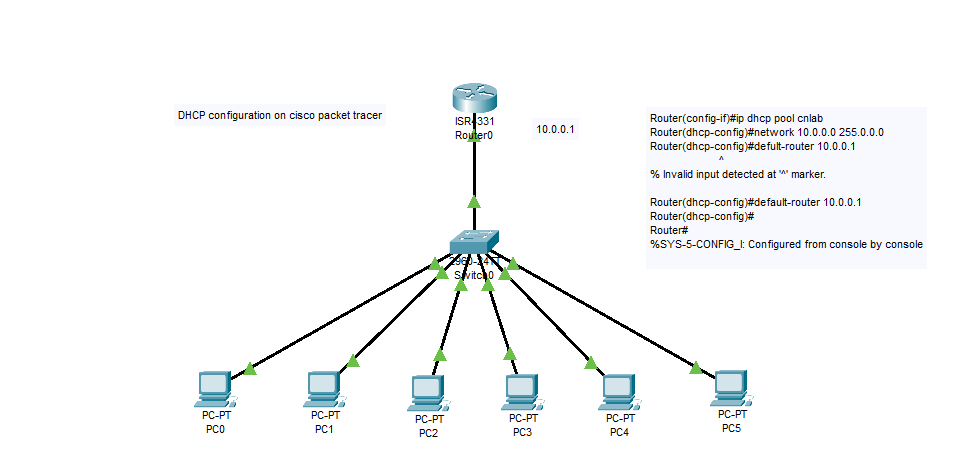 DHCP configuration on cisco packet tracer
ISR4331
Router0
10.0.0.1
Router(config-if)#ip dhcp pool cnlab
Router(dhcp-config)#network 10.0.0.0 255.0.0.0
Router(dhcp-config)#defult-router 10.0.0.1
^
% Invalid input detected at '^' marker.
Router(dhcp-config)#default-router 10.0.0.1
Router(dhcp-config)#
Router#
%SYS-5-CONFIG_I: Configured from console by console
2960-24TT
Switch0
PC-PT
PC0
PC-PT
PC1
PC-PT
PC2
PC-PT
PC3
PC-PT
PC4
PC-PT
PC5